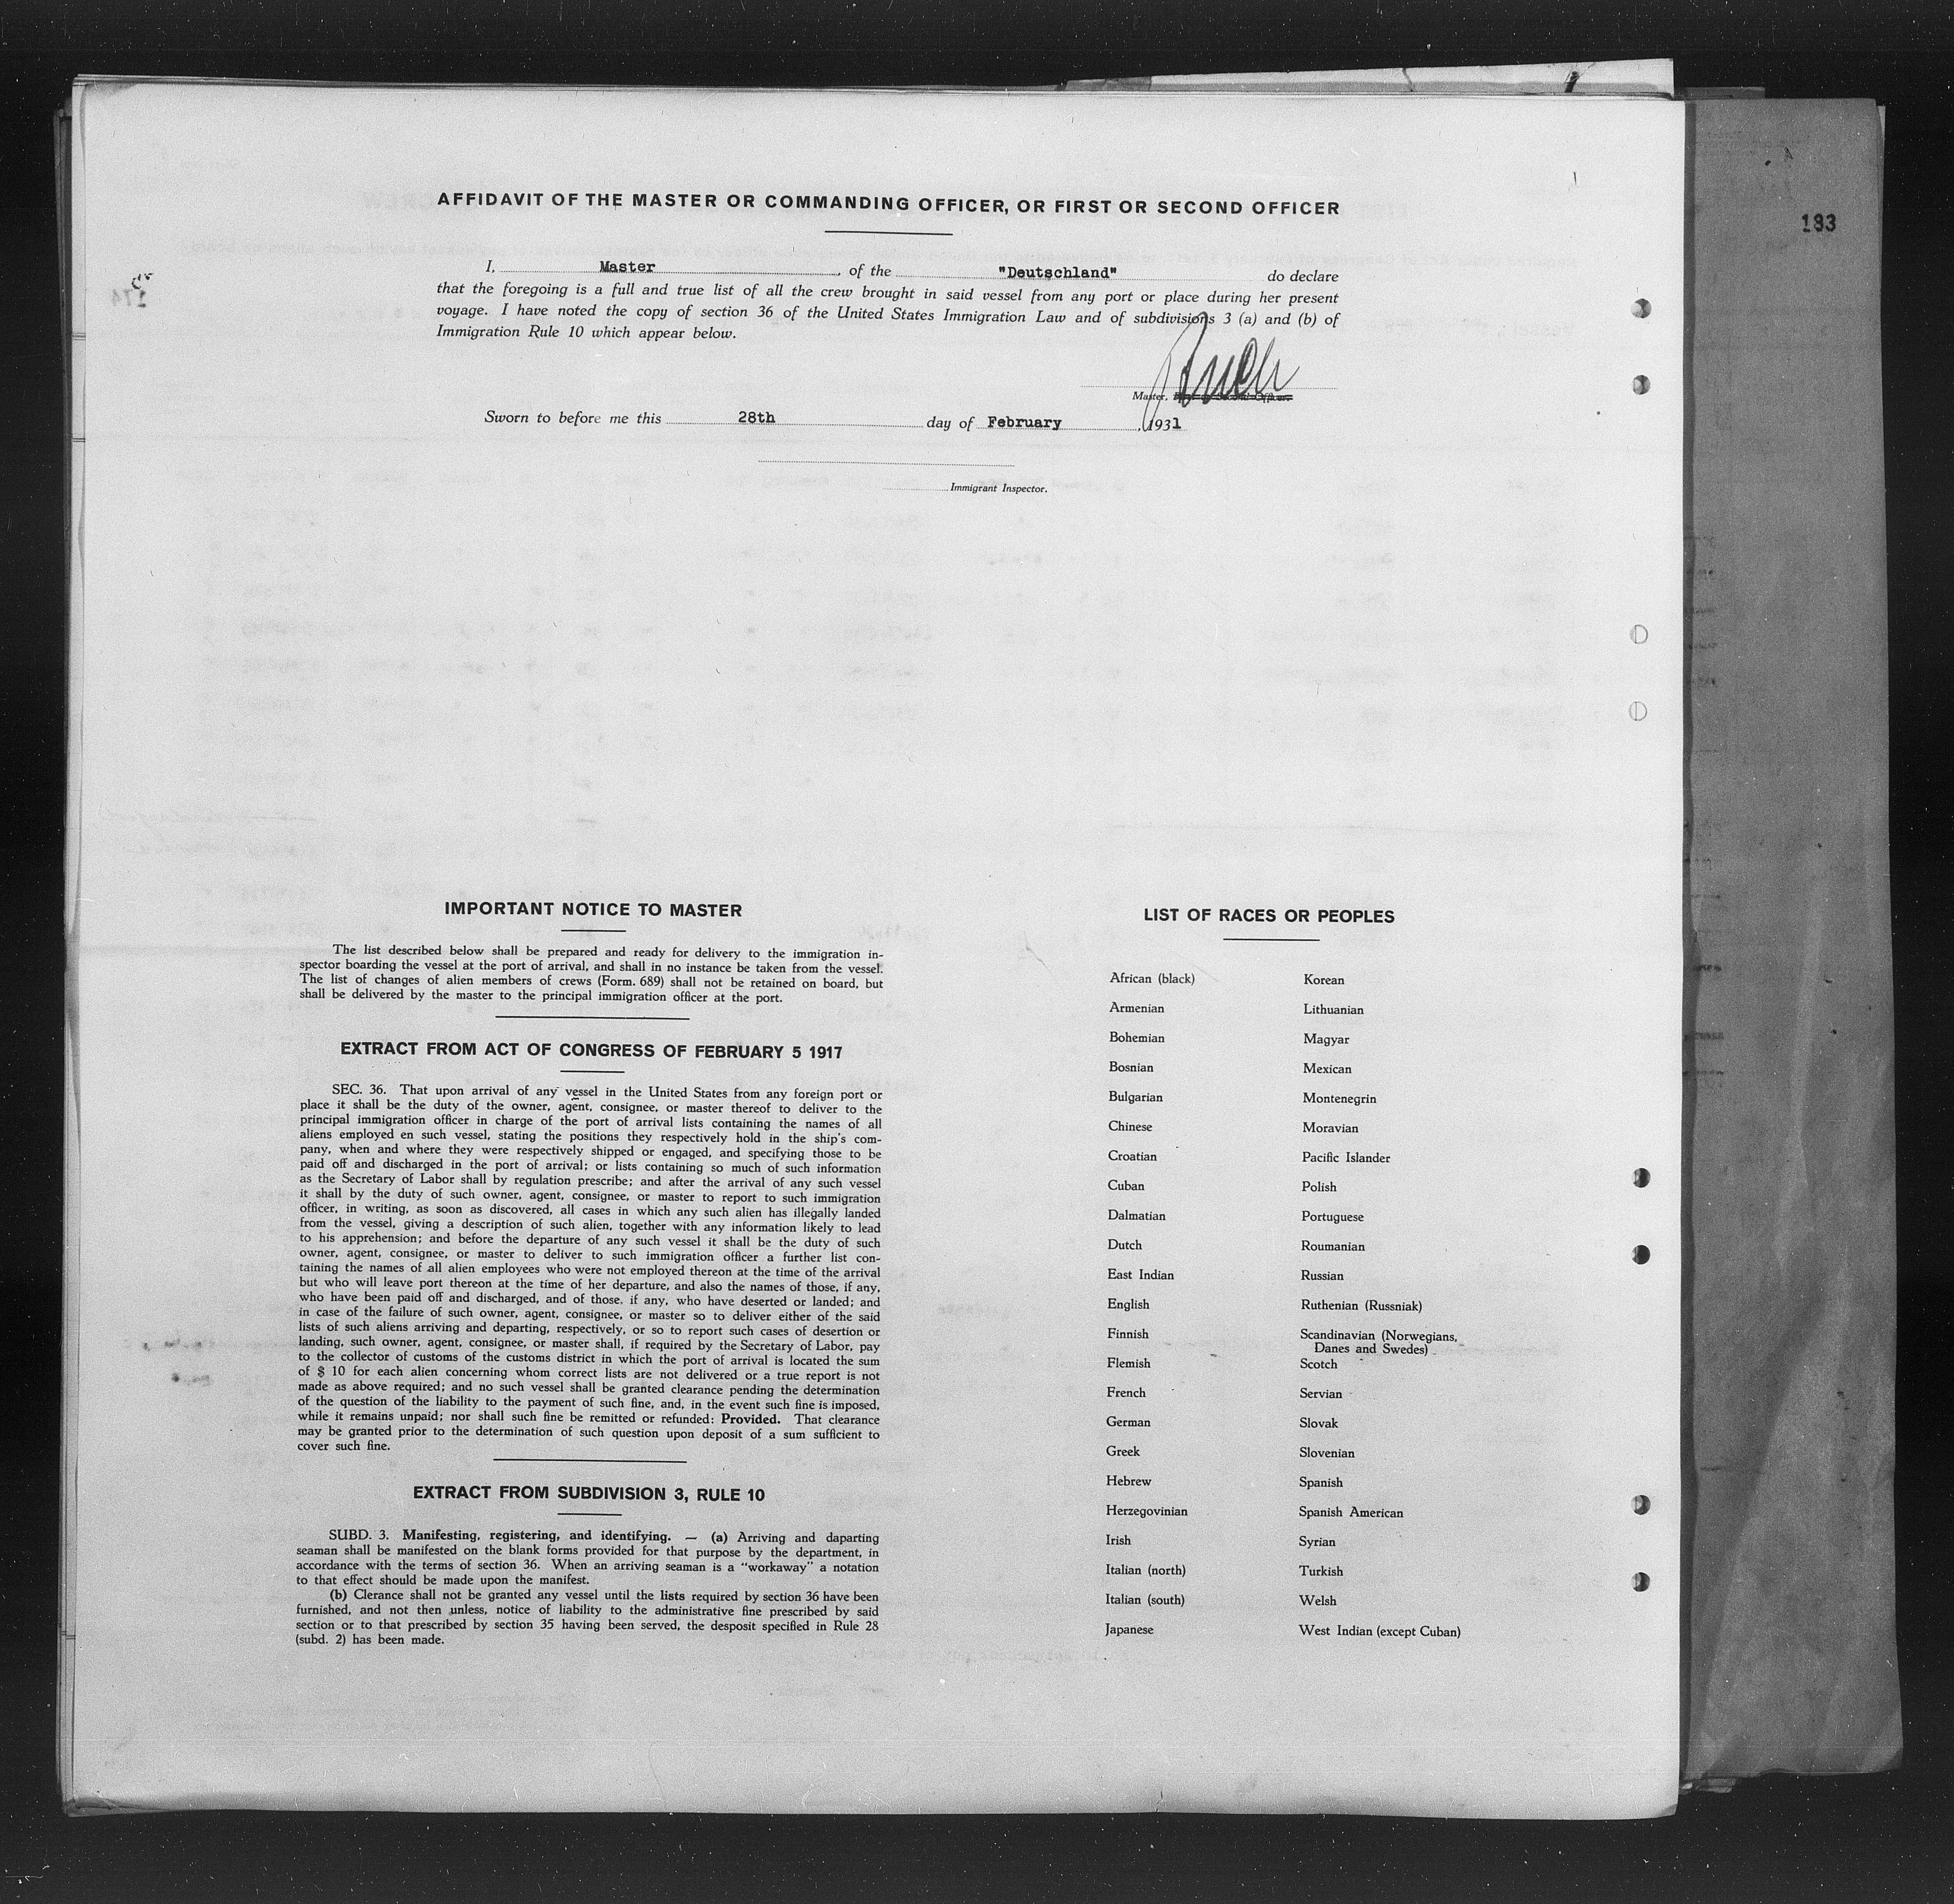 AFFIDAVIT OF THE MASTER OR COMMANDING OFFICER, OR FIRST OR SECOND OFFICER
183
I, Master, of the "Deutschland" do declare
that the foregoing is a full and true list of all the crew brought in said vessel from any port or place during her present
voyage. I have noted the copy of section 36 of the United States Immigration Law and of subdivisions 3 (a) and (b) of
Immigration Rule 10 which appear below.
Master, First or Second Officer.
Sworn to before me this 28th day of February, 1931
Immigrant Inspector.
IMPORTANT NOTICE TO MASTER
The list described below shall be prepared and ready for delivery to the immigration in-
spector boarding the vessel at the port of arrival, and shall in no instance be taken from the vessel.
The list of changes of alien members of crews (Form. 689) shall not be retained on board, but
shall be delivered by the master to the principal immigration officer at the port.
EXTRACT FROM ACT OF CONGRESS OF FEBRUARY 5 1917
SEC. 36. That upon arrival of any vessel in the United States from any foreign port or
place it shall be the duty of the owner, agent, consignee, or master thereof to deliver to the
principal immigration officer in charge of the port of arrival lists containing the names of all
aliens employed en such vessel, stating the positions they respectively hold in the ship's com-
pany, when and where they were respectively shipped or engaged, and specifying those to be
paid off and discharged in the port of arrival; or lists containing so much of such information
as the Secretary of Labor shall by regulation prescribe; and after the arrival of any such vessel
it shall by the duty of such owner, agent, consignee, or master to report to such immigration
officer, in writing, as soon as discovered, all cases in which any such alien has illegally landed
from the vessel, giving a description of such alien, together with any information likely to lead
to his apprehension; and before the departure of any such vessel it shall be the duty of such
owner, agent, consignee, or master to deliver to such immigration officer a further list con-
taining the names of all alien employees who were not employed thereon at the time of the arrival
but who will leave port thereon at the time of her departure, and also the names of those, if any,
who have been paid off and discharged, and of those, if any, who have deserted or landed; and
in case of the failure of such owner, agent, consignee, or master so to deliver either of the said
lists of such aliens arriving and departing, respectively, or so to report such cases of desertion or
landing, such owner, agent, consignee, or master shall, if required by the Secretary of Labor, pay
to the collector of customs of the customs district in which the port of arrival is located the sum
of $ 10 for each alien concerning whom correct lists are not delivered or a true report is not
made as above required; and no such vessel shall be granted clearance pending the determination
of the question of the liability to the payment of such fine, and, in the event such fine is imposed,
while it remains unpaid; nor shall such fine be remitted or refunded: Provided. That clearance
may be granted prior to the determination of such question upon deposit of a sum sufficient to
cover such fine.
EXTRACT FROM SUBDIVISION 3, RULE 10
SUBD. 3. Manifesting, registering, and identifying. — (a) Arriving and daparting
seaman shall be manifested on the blank forms provided for that purpose by the department, in
accordance with the terms of section 36. When an arriving seaman is a "workaway" a notation
to that effect should be made upon the manifest.
(b) Clerance shall not be granted any vessel until the lists required by section 36 have been
furnished, and not then unless, notice of liability to the administrative fine prescribed by said
section or to that prescribed by section 35 having been served, the desposit specified in Rule 28
(subd. 2) has been made.
LIST OF RACES OR PEOPLES
African (black)
Armenian
Bohemian
Bosnian
Bulgarian
Chinese
Croatian
Cuban
Dalmatian
Dutch
East Indian
English
Finnish
Flemish
French
German
Greek
Hebrew
Herzegovinian
Irish
Italian (north)
Italian (south)
Japanese
Korean
Lithuanian
Magyar
Mexican
Montenegrin
Moravian
Pacific Islander
Polish
Portuguese
Roumanian
Russian
Ruthenian (Russniak)
Scandinavian (Norwegians,
Danes and Swedes)
Scotch
Servian
Slovak
Slovenian
Spanish
Spanish American
Syrian
Turkish
Welsh
West Indian (except Cuban)